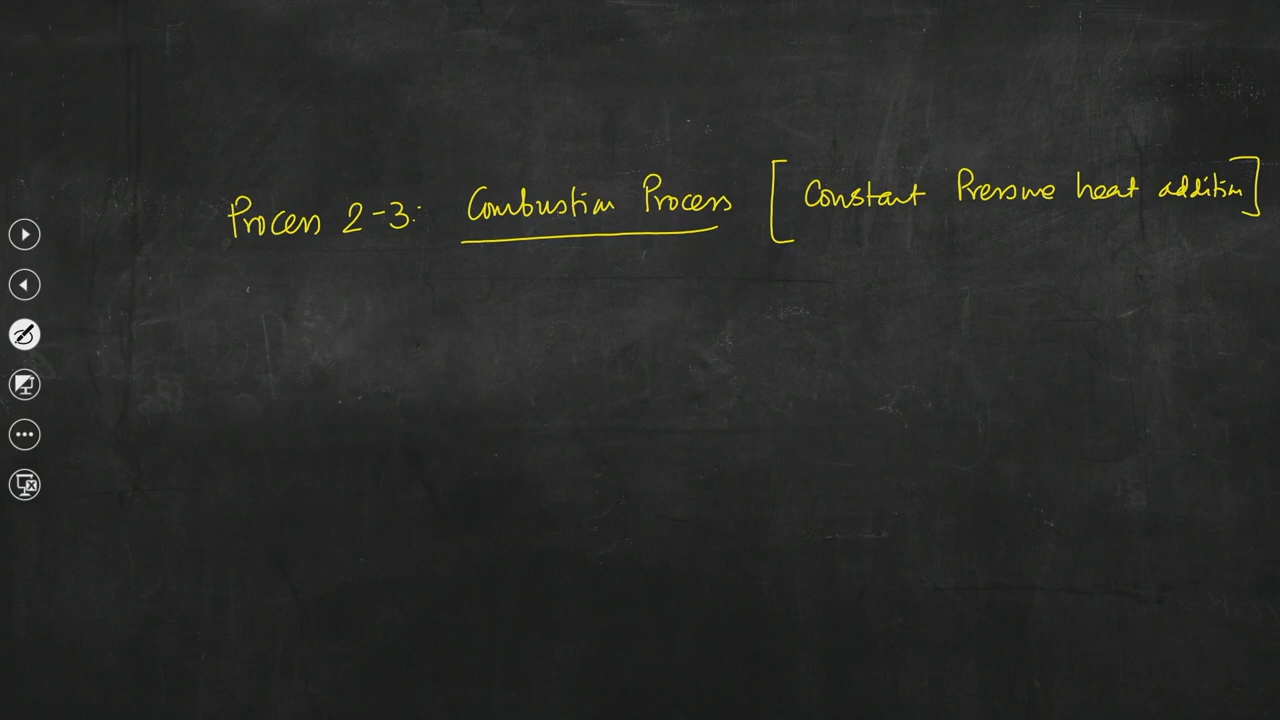 Process 2-3:- Combustion Process [Constant Pressure heat addition]